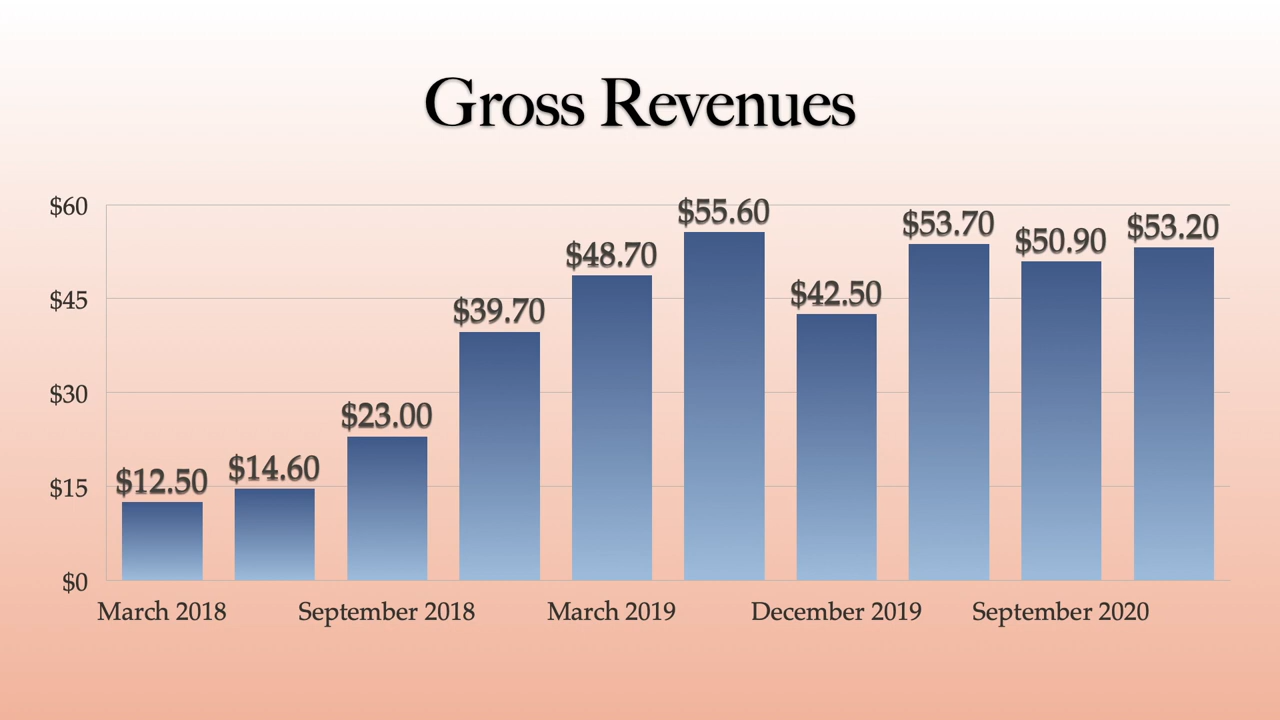 Gross Revenues
$60
$45
$30
$15
$0
$12.50
$14.60
$23.00
$39.70
$48.70
$55.60
$42.50
$53.70
$50.90
$53.20
March 2018
September 2018
March 2019
December 2019
September 2020